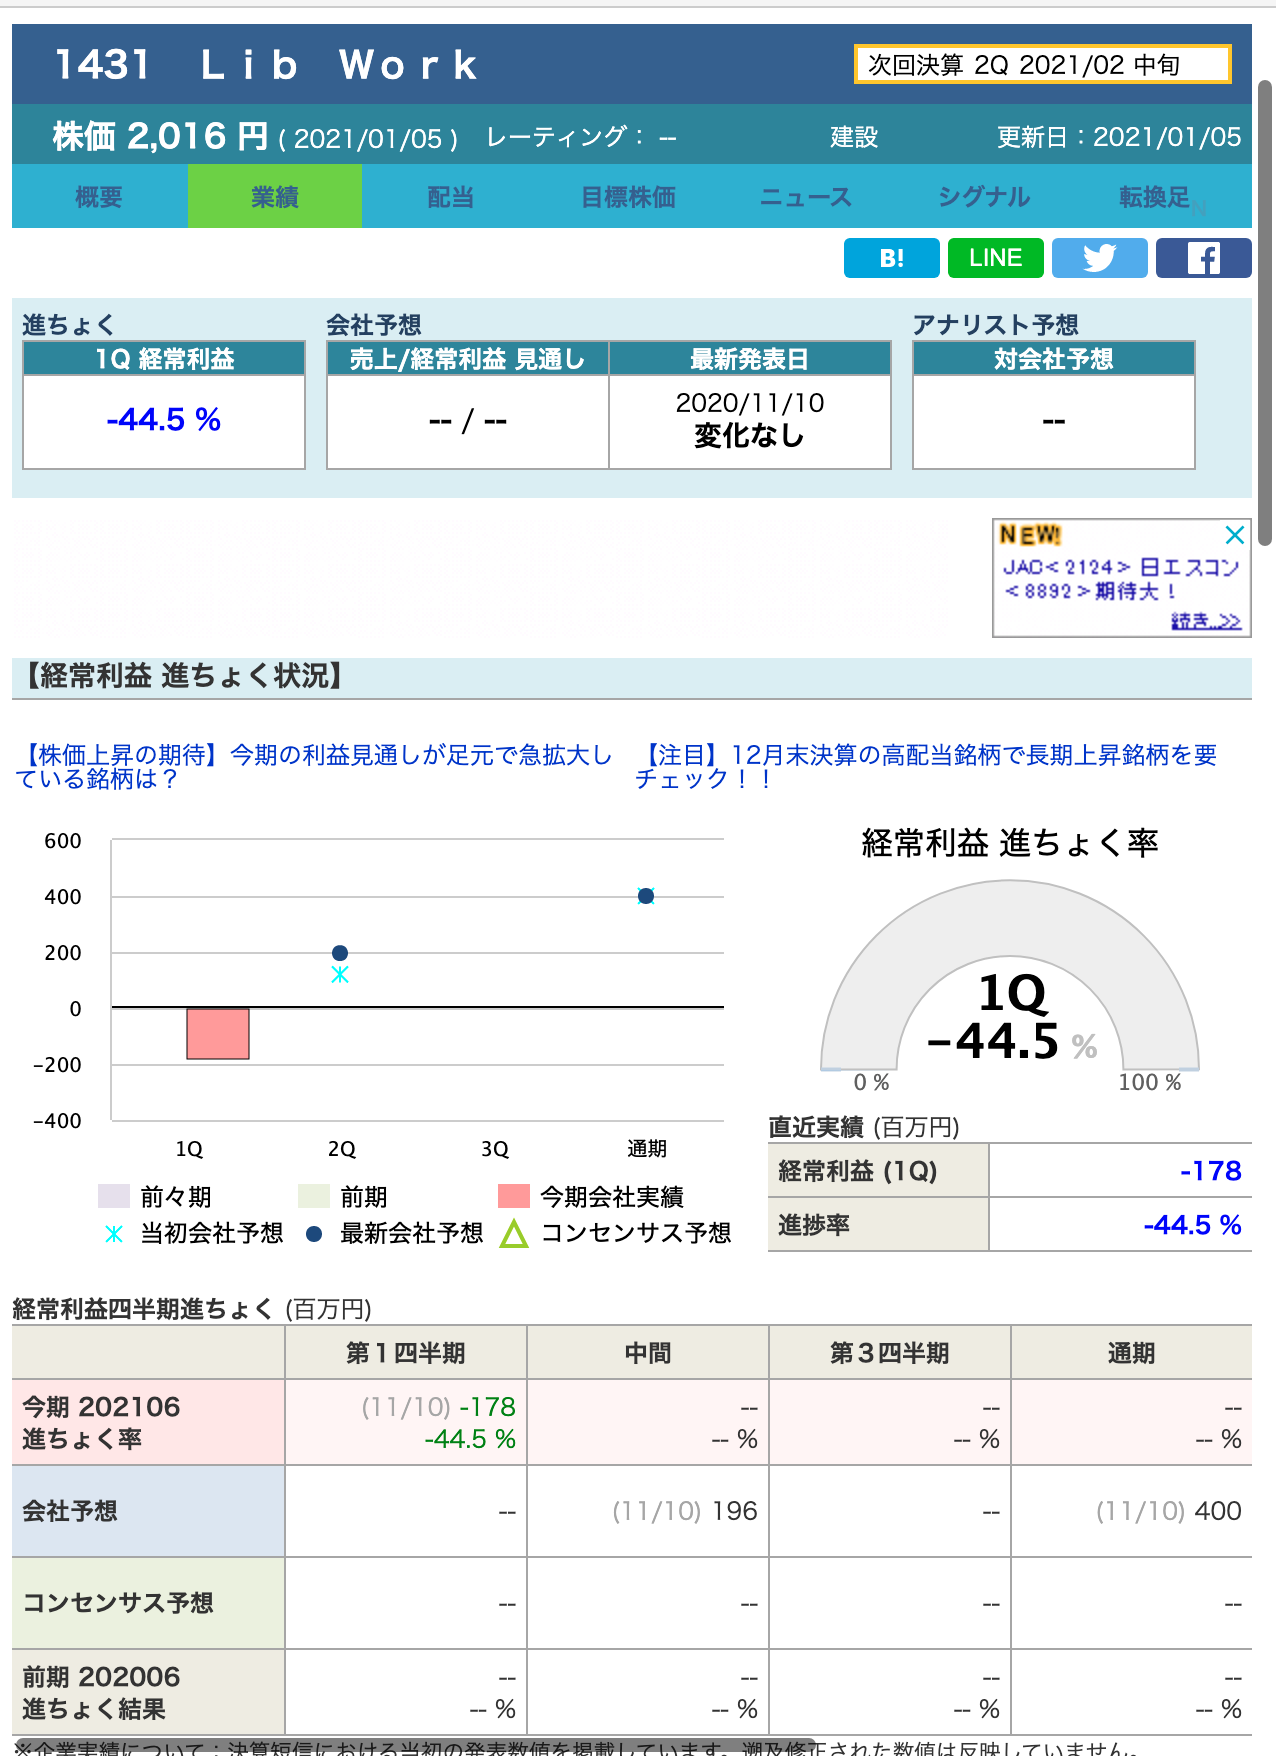 1431 Ｌｉｂ Ｗｏｒｋ
次回決算 2Q 2021/02 中旬
株価 2,016 円 ( 2021/01/05 ) レーティング： -- 建設 更新日：2021/01/05
概要 業績 配当 目標株価 ニュース シグナル 転換足 N
B! LINE
進ちょく 会社予想 アナリスト予想
1Q 経常利益 売上/経常利益 見通し 最新発表日 対会社予想
-44.5 % -- / -- 2020/11/10 --
変化なし
NEW!
JAC<2124> 日エスコン
<8892>期待大！
続き..>>
【経常利益 進ちょく状況】
【株価上昇の期待】今期の利益見通しが足元で急拡大し
ている銘柄は？
【注目】12月末決算の高配当銘柄で長期上昇銘柄を要
チェック！！
600
400
200
0
-200
-400
1Q 2Q 3Q 通期
前々期 前期 今期会社実績
当初会社予想 最新会社予想 コンセンサス予想
経常利益 進ちょく率
1Q
-44.5 %
0 % 100 %
直近実績 (百万円)
経常利益 (1Q) -178
進捗率 -44.5 %
経常利益四半期進ちょく (百万円)
第１四半期 中間 第３四半期 通期
今期 202106 (11/10) -178 -- -- --
進ちょく率 -44.5 % -- % -- % -- %
会社予想 -- (11/10) 196 -- (11/10) 400
コンセンサス予想 -- -- -- --
前期 202006 -- -- -- --
進ちょく結果 -- % -- % -- % -- %
※企業実績について：決算短信における当初の発表数値を掲載しています。遡及修正された数値は反映していません。